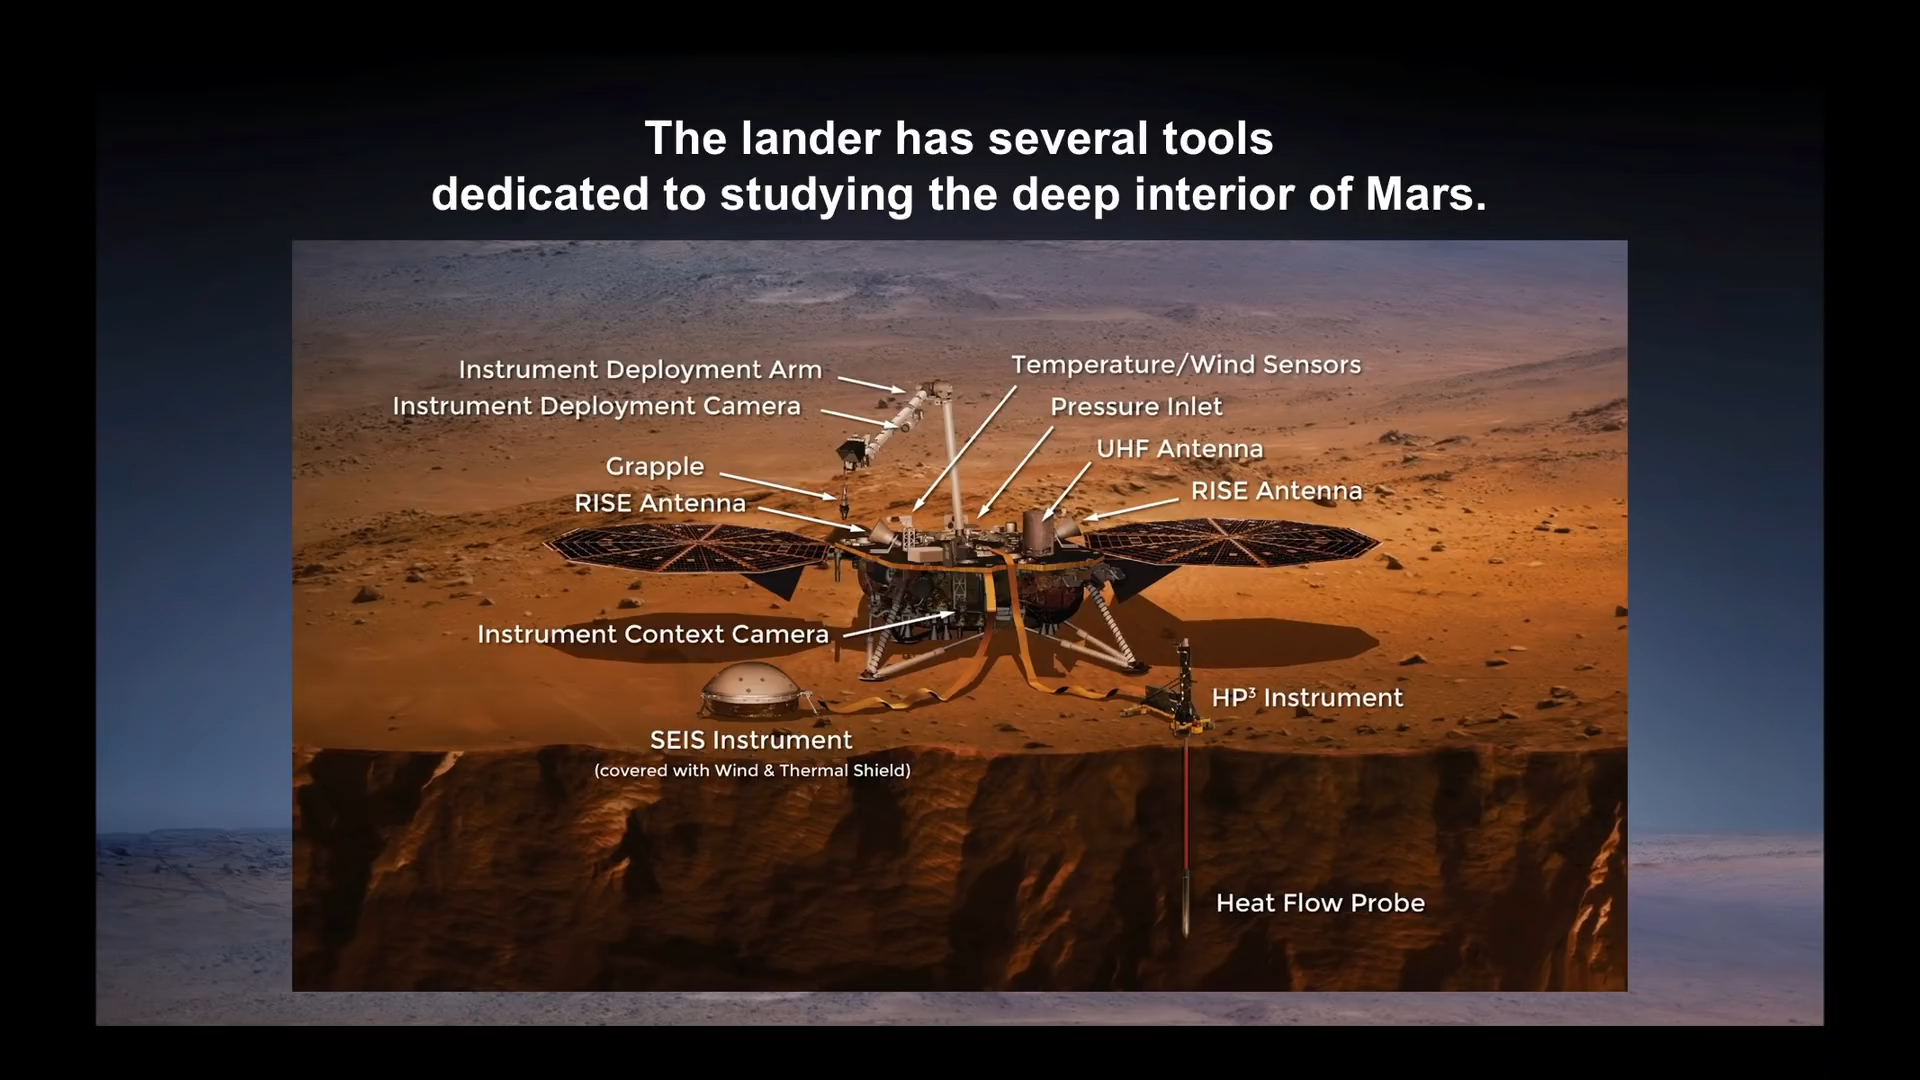 The lander has several tools
dedicated to studying the deep interior of Mars.
Instrument Deployment Arm
Instrument Deployment Camera
Grapple
RISE Antenna
Temperature/Wind Sensors
Pressure Inlet
UHF Antenna
RISE Antenna
Instrument Context Camera
HP³ Instrument
SEIS Instrument
(covered with Wind & Thermal Shield)
Heat Flow Probe